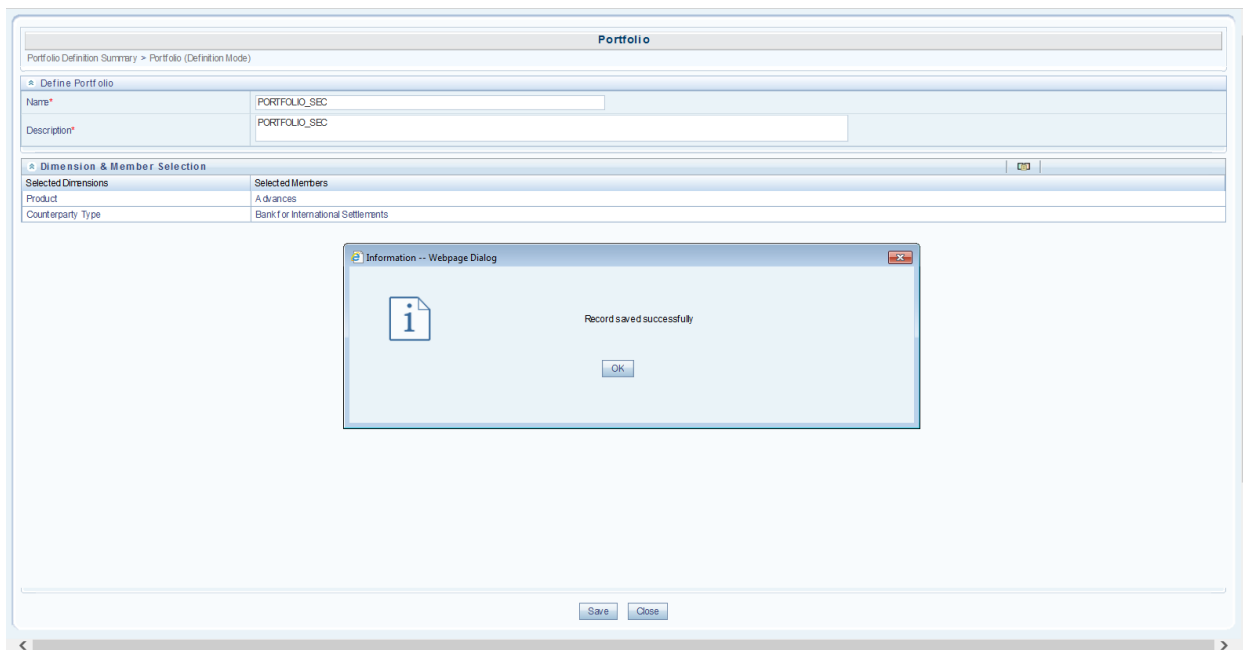 Portfolio
Portfolio Definition Summary > Portfolio (Definition Mode)
Define Portfolio
Name* PORTFOLIO_SEC
Description* PORTFOLIO_SEC
Dimension & Member Selection
Selected Dimensions Selected Members
Product Advances
Counterparty Type Bank for International Settlements
Information -- Webpage Dialog
Record saved successfully
OK
Save Close